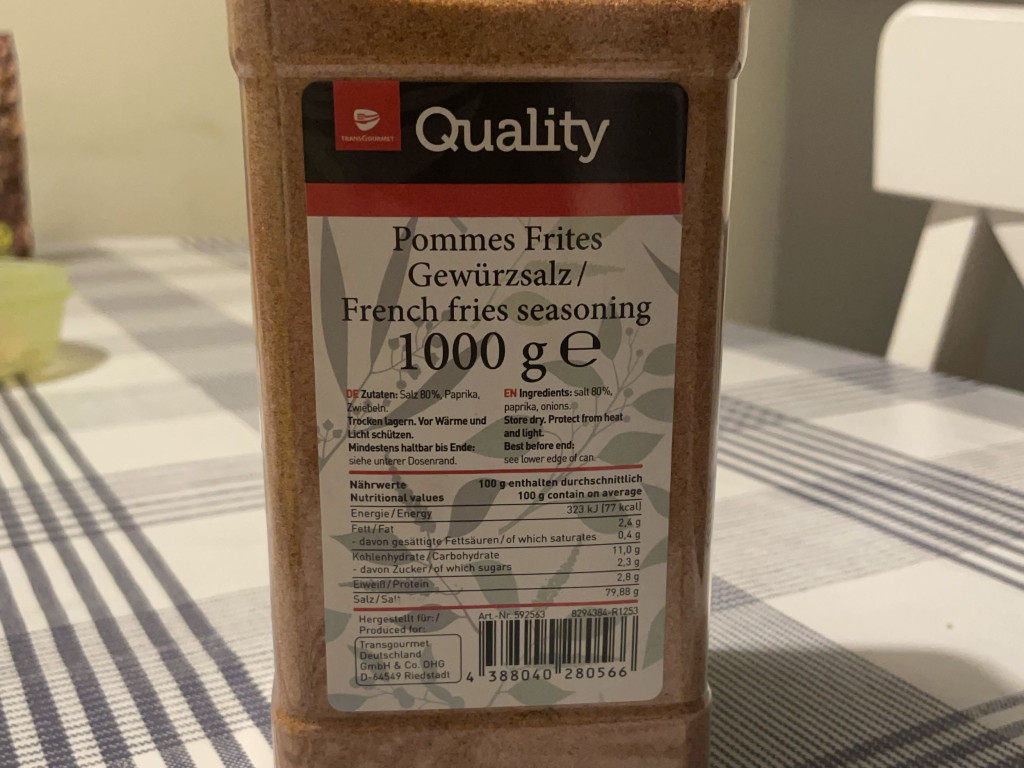 TRANSGOURMET
Quality
Pommes Frites
Gewürzsalz/
French fries seasoning
1000 g ℮
DE Zutaten: Salz 80%, Paprika,
Zwiebeln.
Trocken lagern. Vor Wärme und
Licht schützen.
Mindestens haltbar bis Ende:
siehe unterer Dosenrand.
EN Ingredients: salt 80%,
paprika, onions.
Store dry. Protect from heat
and light.
Best before end:
see lower edge of can.
Nährwerte 100 g enthalten durchschnittlich
Nutritional values 100 g contain on average
Energie/Energy 323 kJ (77 kcal)
Fett/Fat 2,4 g
- davon gesättigte Fettsäuren/of which saturates 0,4 g
Kohlenhydrate/Carbohydrate 11,0 g
- davon Zucker/of which sugars 2,3 g
Eiweiß/Protein 2,8 g
Salz/Salt 79,88 g
Hergestellt für:/
Produced for:
Transgourmet
Deutschland
GmbH & Co. OHG
D-64549 Riedstadt
Art.-Nr. 592563 8294384-R1253
4 388040 280566